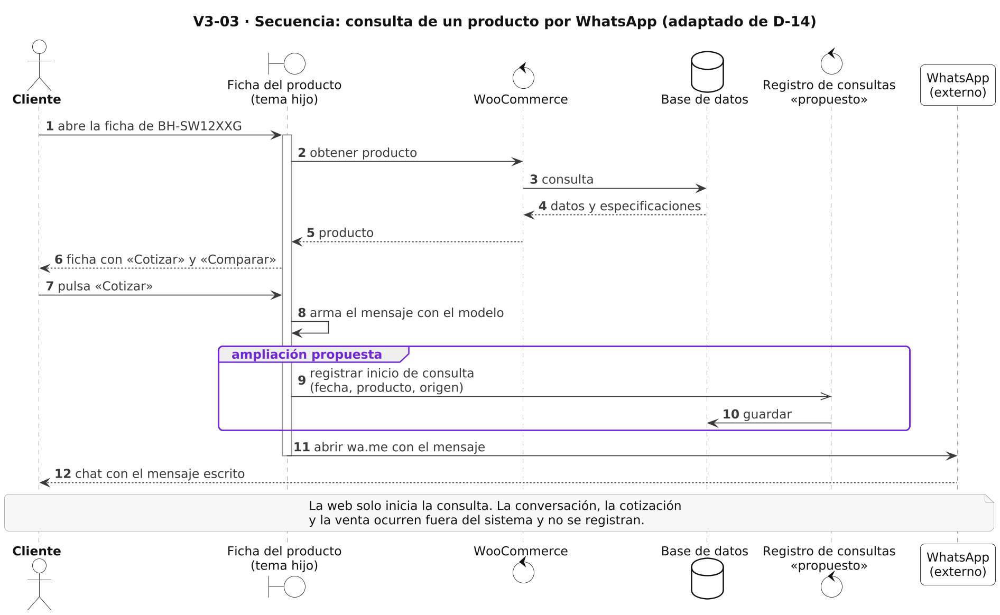 V3-03 · Secuencia: consulta de un producto por WhatsApp (adaptado de D-14)
Cliente
Ficha del producto
(tema hijo)
WooCommerce
Base de datos
Registro de consultas
«propuesto»
WhatsApp
(externo)
1 abre la ficha de BH-SW12XXG
2 obtener producto
3 consulta
4 datos y especificaciones
5 producto
6 ficha con «Cotizar» y «Comparar»
7 pulsa «Cotizar»
8 arma el mensaje con el modelo
ampliación propuesta
9 registrar inicio de consulta
(fecha, producto, origen)
10 guardar
11 abrir wa.me con el mensaje
12 chat con el mensaje escrito
La web solo inicia la consulta. La conversación, la cotización
y la venta ocurren fuera del sistema y no se registran.
Cliente
Ficha del producto
(tema hijo)
WooCommerce
Base de datos
Registro de consultas
«propuesto»
WhatsApp
(externo)